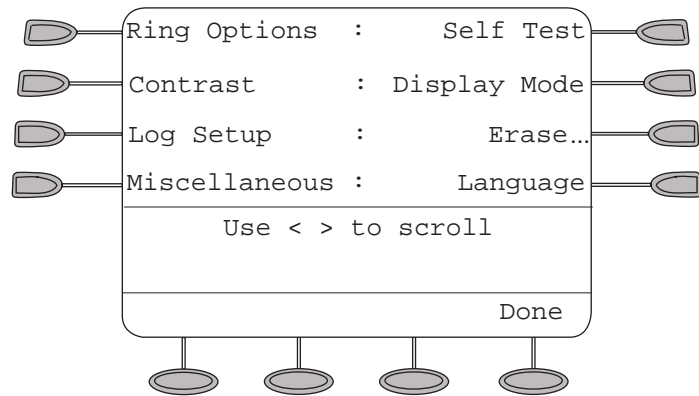 Ring Options : Self Test
Contrast : Display Mode
Log Setup : Erase...
Miscellaneous : Language
Use < > to scroll
Done